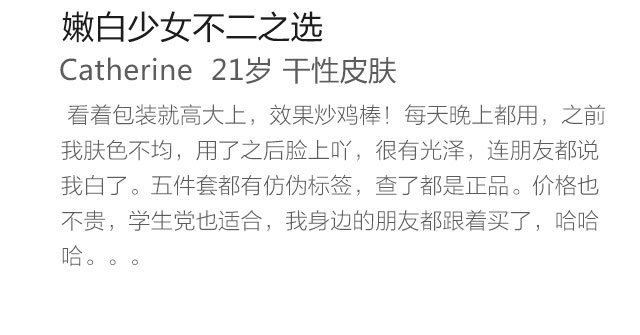 嫩白少女不二之选
Catherine 21岁 干性皮肤
看着包装就高大上，效果炒鸡棒！每天晚上都用，之前
我肤色不均，用了之后脸上吖，很有光泽，连朋友都说
我白了。五件套都有仿伪标签，查了都是正品。价格也
不贵，学生党也适合，我身边的朋友都跟着买了，哈哈
哈。。。